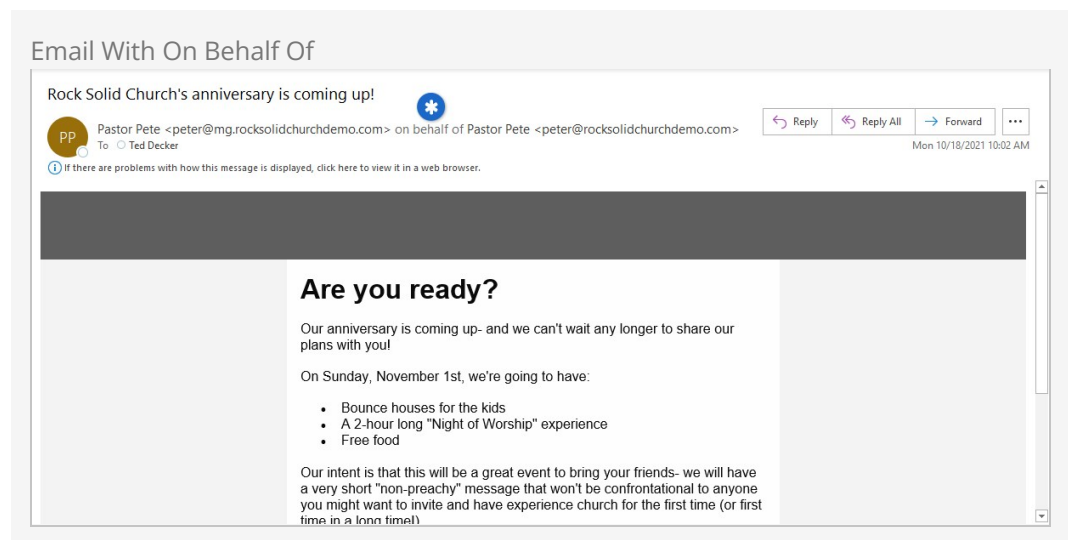 Email With On Behalf Of
Rock Solid Church's anniversary is coming up!
PP
Pastor Pete <peter@mg.rocksolidchurchdemo.com> on behalf of Pastor Pete <peter@rocksolidchurchdemo.com>
Reply
Reply All
Forward
To Ted Decker
Mon 10/18/2021 10:02 AM
If there are problems with how this message is displayed, click here to view it in a web browser.
Are you ready?
Our anniversary is coming up- and we can't wait any longer to share our
plans with you!
On Sunday, November 1st, we're going to have:
• Bounce houses for the kids
• A 2-hour long "Night of Worship" experience
• Free food
Our intent is that this will be a great event to bring your friends- we will have
a very short "non-preachy" message that won't be confrontational to anyone
you might want to invite and have experience church for the first time (or first
time in a long time!)